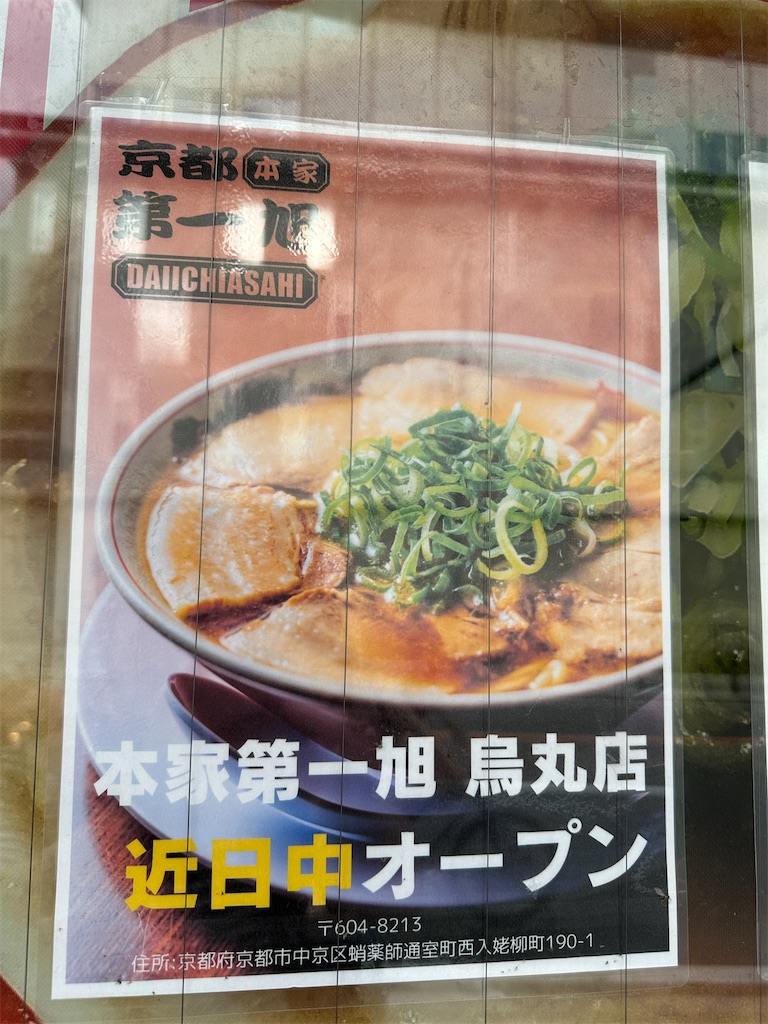 京都 本家
第一旭
DAIICHIASAHI
本家第一旭 烏丸店
近日中オープン
〒604-8213
住所:京都府京都市中京区蛸薬師通室町西入姥柳町190-1